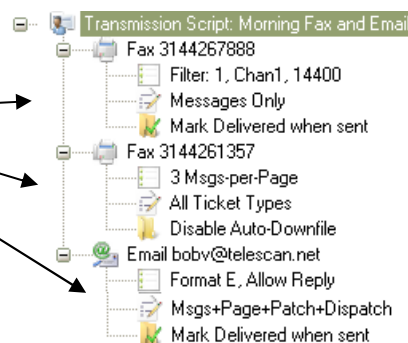 Transmission Script: Morning Fax and Email
Fax 3144267888
Filter: 1, Chan1, 14400
Messages Only
Mark Delivered when sent
Fax 3144261357
3 Msgs-per-Page
All Ticket Types
Disable Auto-Downfile
Email bobv@telescan.net
Format E, Allow Reply
Msgs+Page+Patch+Dispatch
Mark Delivered when sent